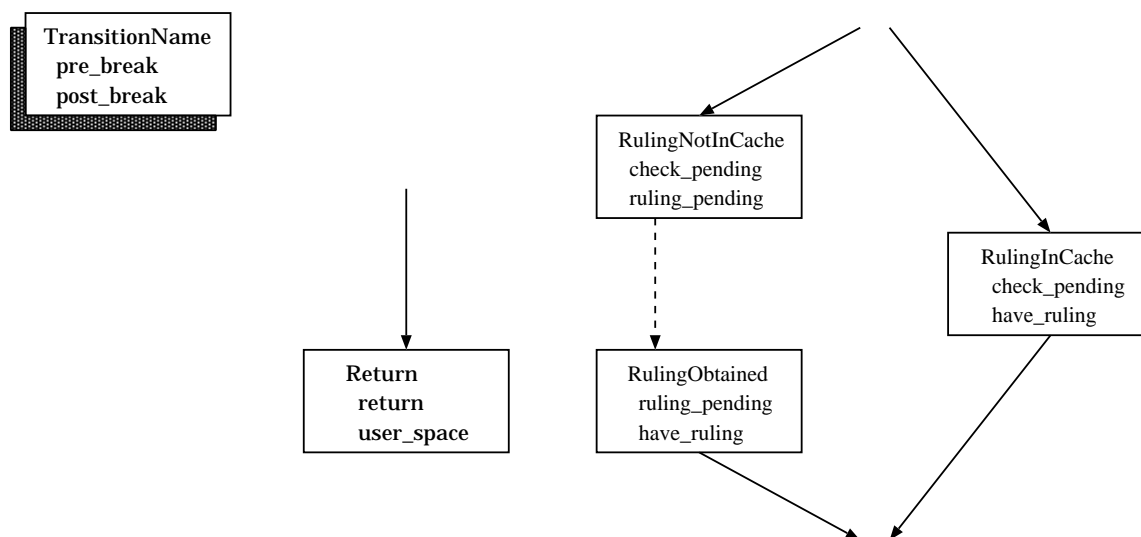 TransitionName
pre_break
post_break
RulingNotInCache
check_pending
ruling_pending
RulingInCache
check_pending
have_ruling
Return
return
user_space
RulingObtained
ruling_pending
have_ruling